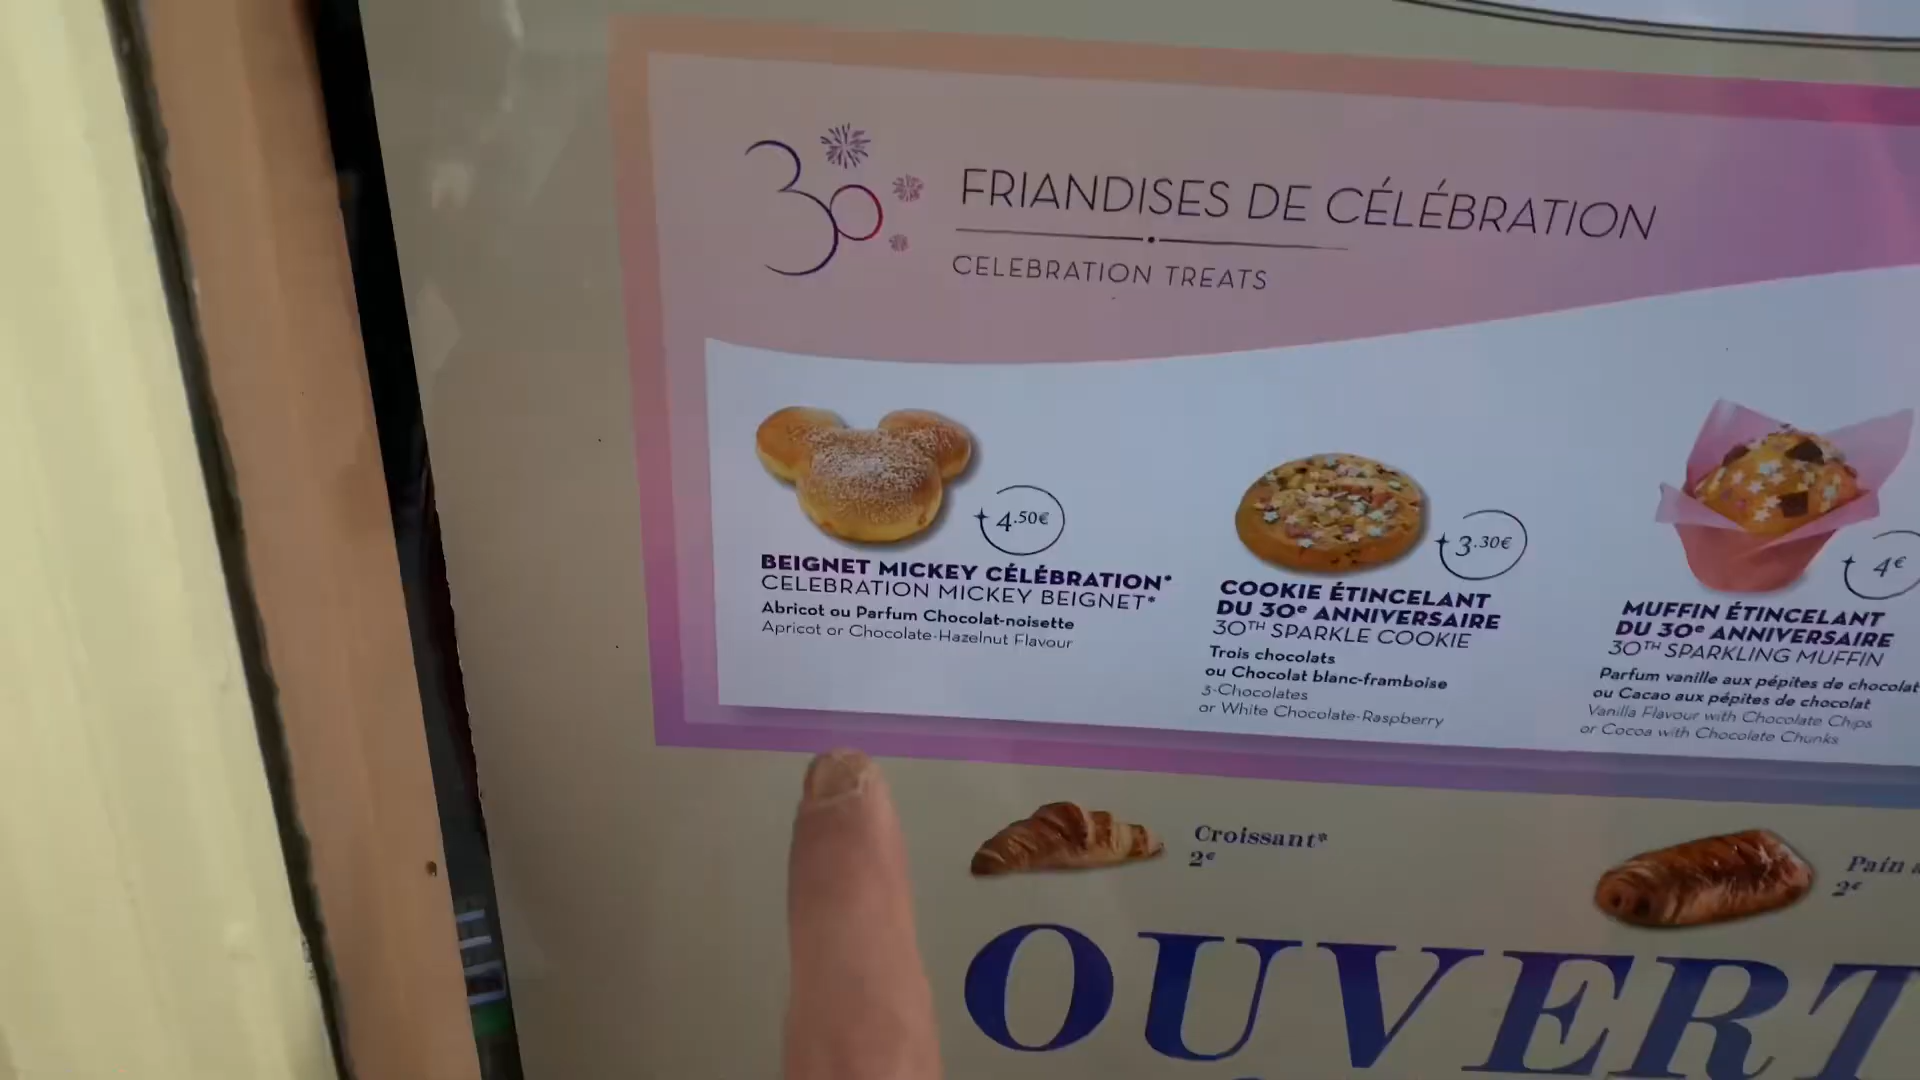 30
FRIANDISES DE CÉLÉBRATION
CELEBRATION TREATS
4.50€
BEIGNET MICKEY CÉLÉBRATION*
CELEBRATION MICKEY BEIGNET*
Abricot ou Parfum Chocolat-noisette
Apricot or Chocolate-Hazelnut Flavour
3.30€
COOKIE ÉTINCELANT
DU 30e ANNIVERSAIRE
30TH SPARKLE COOKIE
Trois chocolats
ou Chocolat blanc-framboise
3-Chocolates
or White Chocolate-Raspberry
4€
MUFFIN ÉTINCELANT
DU 30e ANNIVERSAIRE
30TH SPARKLING MUFFIN
Parfum vanille aux pépites de chocolat
ou Cacao aux pépites de chocolat
Vanilla Flavour with Chocolate Chips
or Cocoa with Chocolate Chunks
Croissant*
2€
Pain
2€
OUVERT